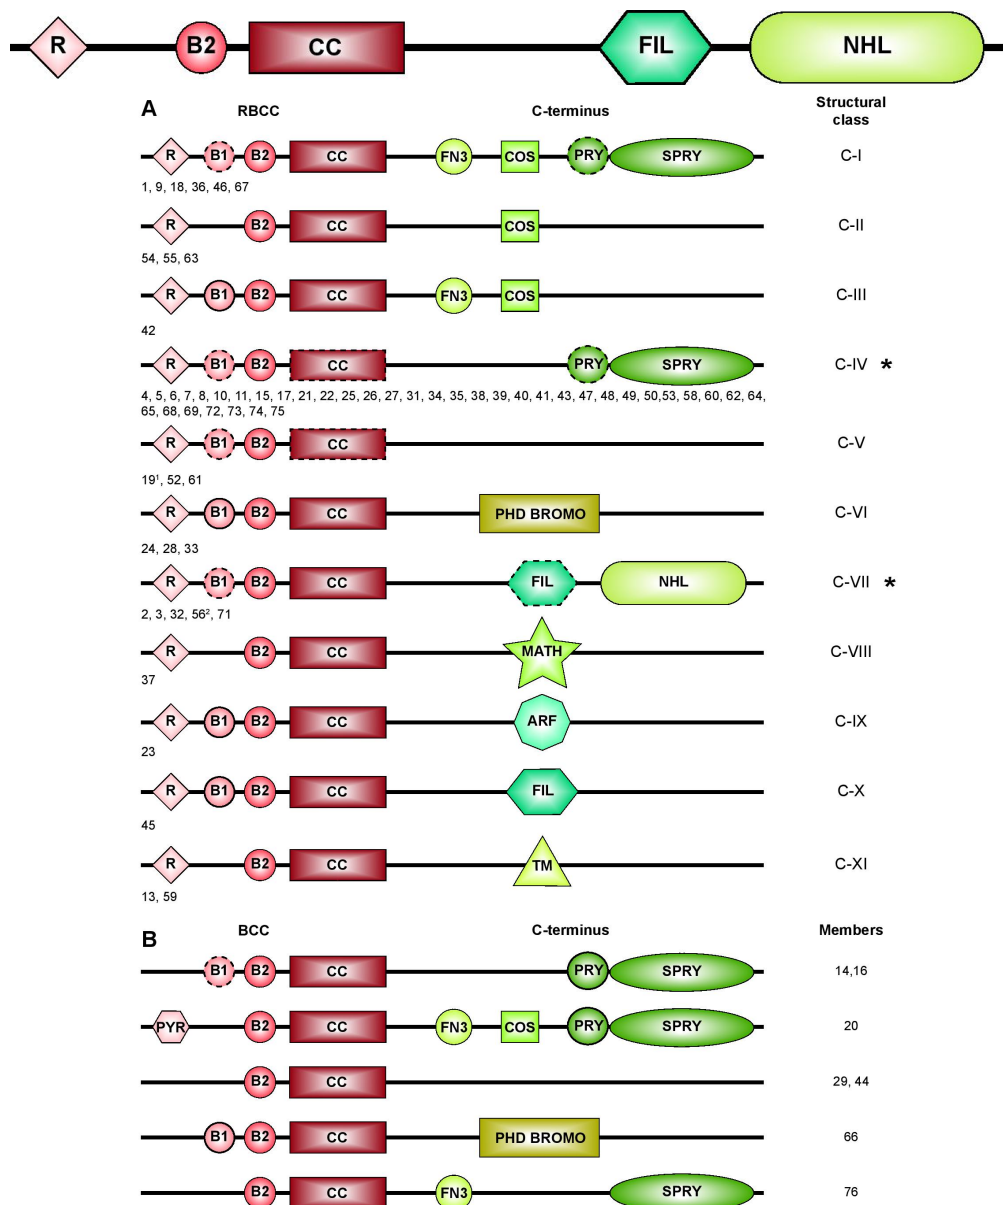 R B2 CC FIL NHL
A RBCC C-terminus Structural class
R B1 B2 CC FN3 COS PRY SPRY C-I
1, 9, 18, 36, 46, 67
R B2 CC COS C-II
54, 55, 63
R B1 B2 CC FN3 COS C-III
42
R B1 B2 CC PRY SPRY C-IV *
4, 5, 6, 7, 8, 10, 11, 15, 17, 21, 22, 25, 26, 27, 31, 34, 35, 38, 39, 40, 41, 43, 47, 48, 49, 50,53, 58, 60, 62, 64,
65, 68, 69, 72, 73, 74, 75
R B1 B2 CC C-V
19¹, 52, 61
R B1 B2 CC PHD BROMO C-VI
24, 28, 33
R B1 B2 CC FIL NHL C-VII *
2, 3, 32, 56², 71
R B2 CC MATH C-VIII
37
R B1 B2 CC ARF C-IX
23
R B1 B2 CC FIL C-X
45
R B2 CC TM C-XI
13, 59
B BCC C-terminus Members
B1 B2 CC PRY SPRY 14,16
PYR B2 CC FN3 COS PRY SPRY 20
B2 CC 29, 44
B1 B2 CC PHD BROMO 66
B2 CC FN3 SPRY 76